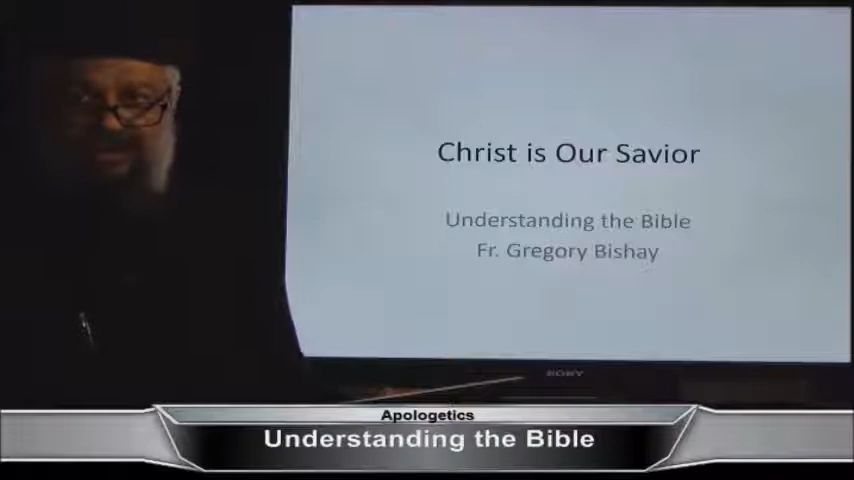 Christ is Our Savior
Understanding the Bible
Fr. Gregory Bishay
SONY
Apologetics
Understanding the Bible